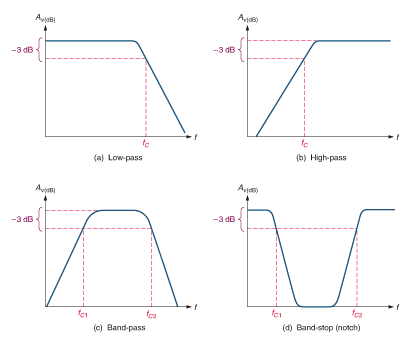 Av(dB)
−3 dB
fC
f
(a) Low-pass
Av(dB)
−3 dB
fC
f
(b) High-pass
Av(dB)
−3 dB
fC1
fC2
f
(c) Band-pass
Av(dB)
−3 dB
fC1
fC2
f
(d) Band-stop (notch)